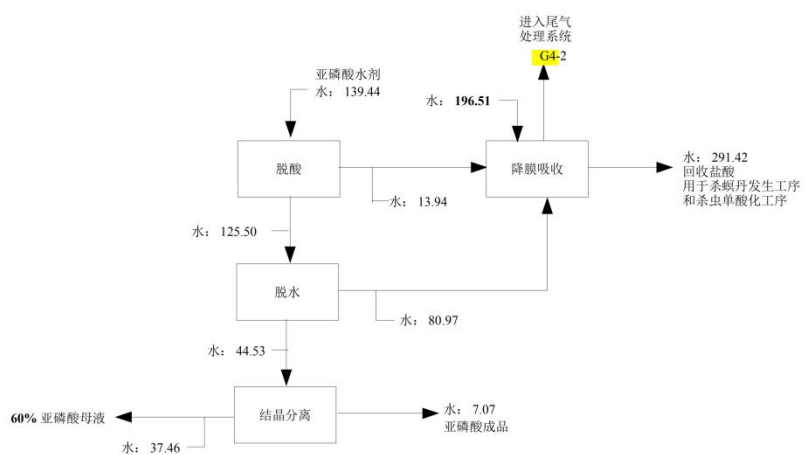 进入尾气
处理系统
G4-2
亚磷酸水剂
水： 139.44
水： 196.51
脱酸
降膜吸收
水： 291.42
回收盐酸
用于杀螟丹发生工序
和杀虫单酸化工序
水： 13.94
水： 125.50
脱水
水： 80.97
水： 44.53
60% 亚磷酸母液
结晶分离
水： 7.07
亚磷酸成品
水： 37.46